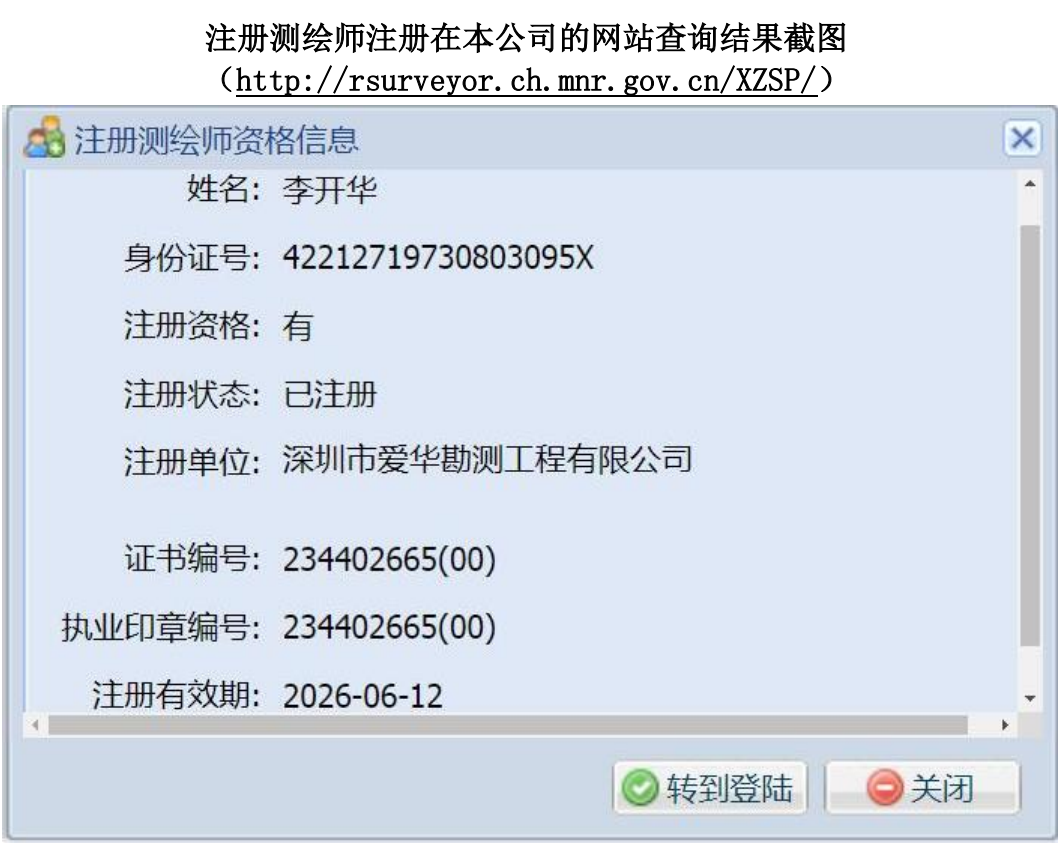 注册测绘师注册在本公司的网站查询结果截图
（http://rsurveyor.ch.mnr.gov.cn/XZSP/）
注册测绘师资格信息
姓名: 李开华
身份证号: 42212719730803095X
注册资格: 有
注册状态: 已注册
注册单位: 深圳市爱华勘测工程有限公司
证书编号: 234402665(00)
执业印章编号: 234402665(00)
注册有效期: 2026-06-12
转到登陆 关闭